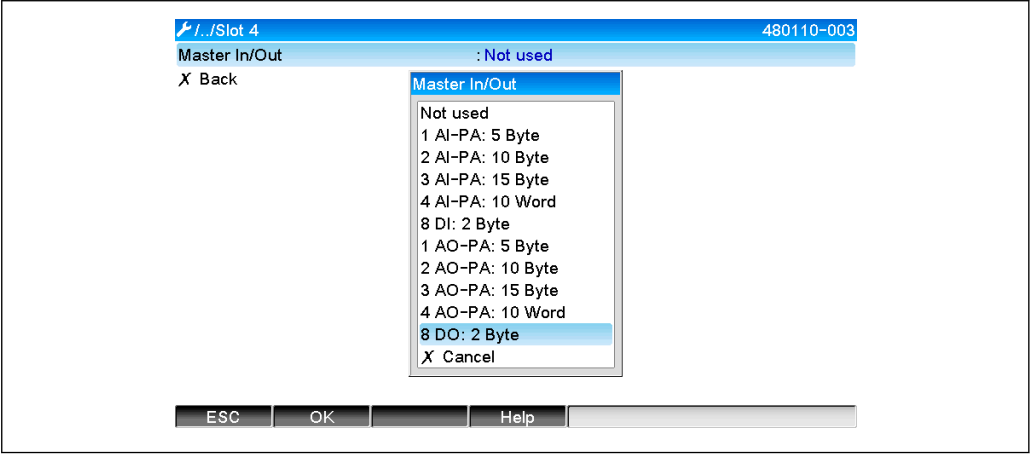 /../Slot 4 480110-003
Master In/Out : Not used
X Back
Master In/Out
Not used
1 AI-PA: 5 Byte
2 AI-PA: 10 Byte
3 AI-PA: 15 Byte
4 AI-PA: 10 Word
8 DI: 2 Byte
1 AO-PA: 5 Byte
2 AO-PA: 10 Byte
3 AO-PA: 15 Byte
4 AO-PA: 10 Word
8 DO: 2 Byte
X Cancel
ESC OK Help